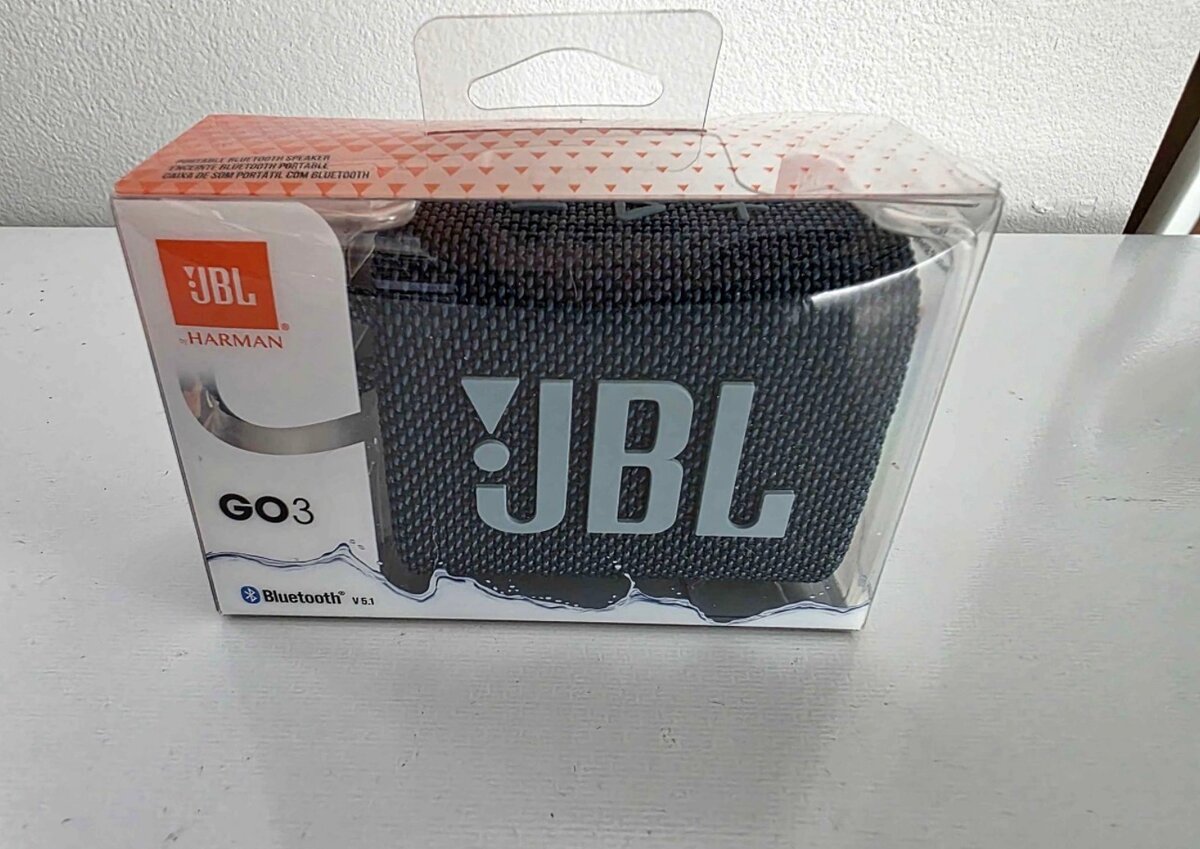 PORTABLE BLUETOOTH SPEAKER
ENCEINTE BLUETOOTH PORTABLE
CAIXA DE SOM PORTÁTIL COM BLUETOOTH
JBL
by HARMAN
JBL
GO3
Bluetooth® V 5.1